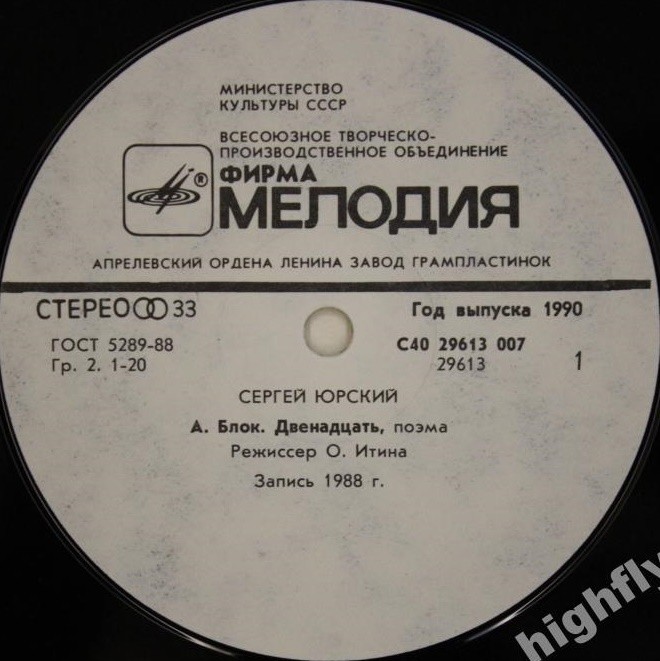 МИНИСТЕРСТВО
КУЛЬТУРЫ СССР
ВСЕСОЮЗНОЕ ТВОРЧЕСКО-
ПРОИЗВОДСТВЕННОЕ ОБЪЕДИНЕНИЕ
ФИРМА
®
МЕЛОДИЯ
АПРЕЛЕВСКИЙ ОРДЕНА ЛЕНИНА ЗАВОД ГРАМПЛАСТИНОК
СТЕРЕО 33 Год выпуска 1990
ГОСТ 5289-88 С40 29613 007
Гр. 2. 1-20 29613 1
СЕРГЕЙ ЮРСКИЙ
А. Блок. Двенадцать, поэма
Режиссер О. Итина
Запись 1988 г.
highfly